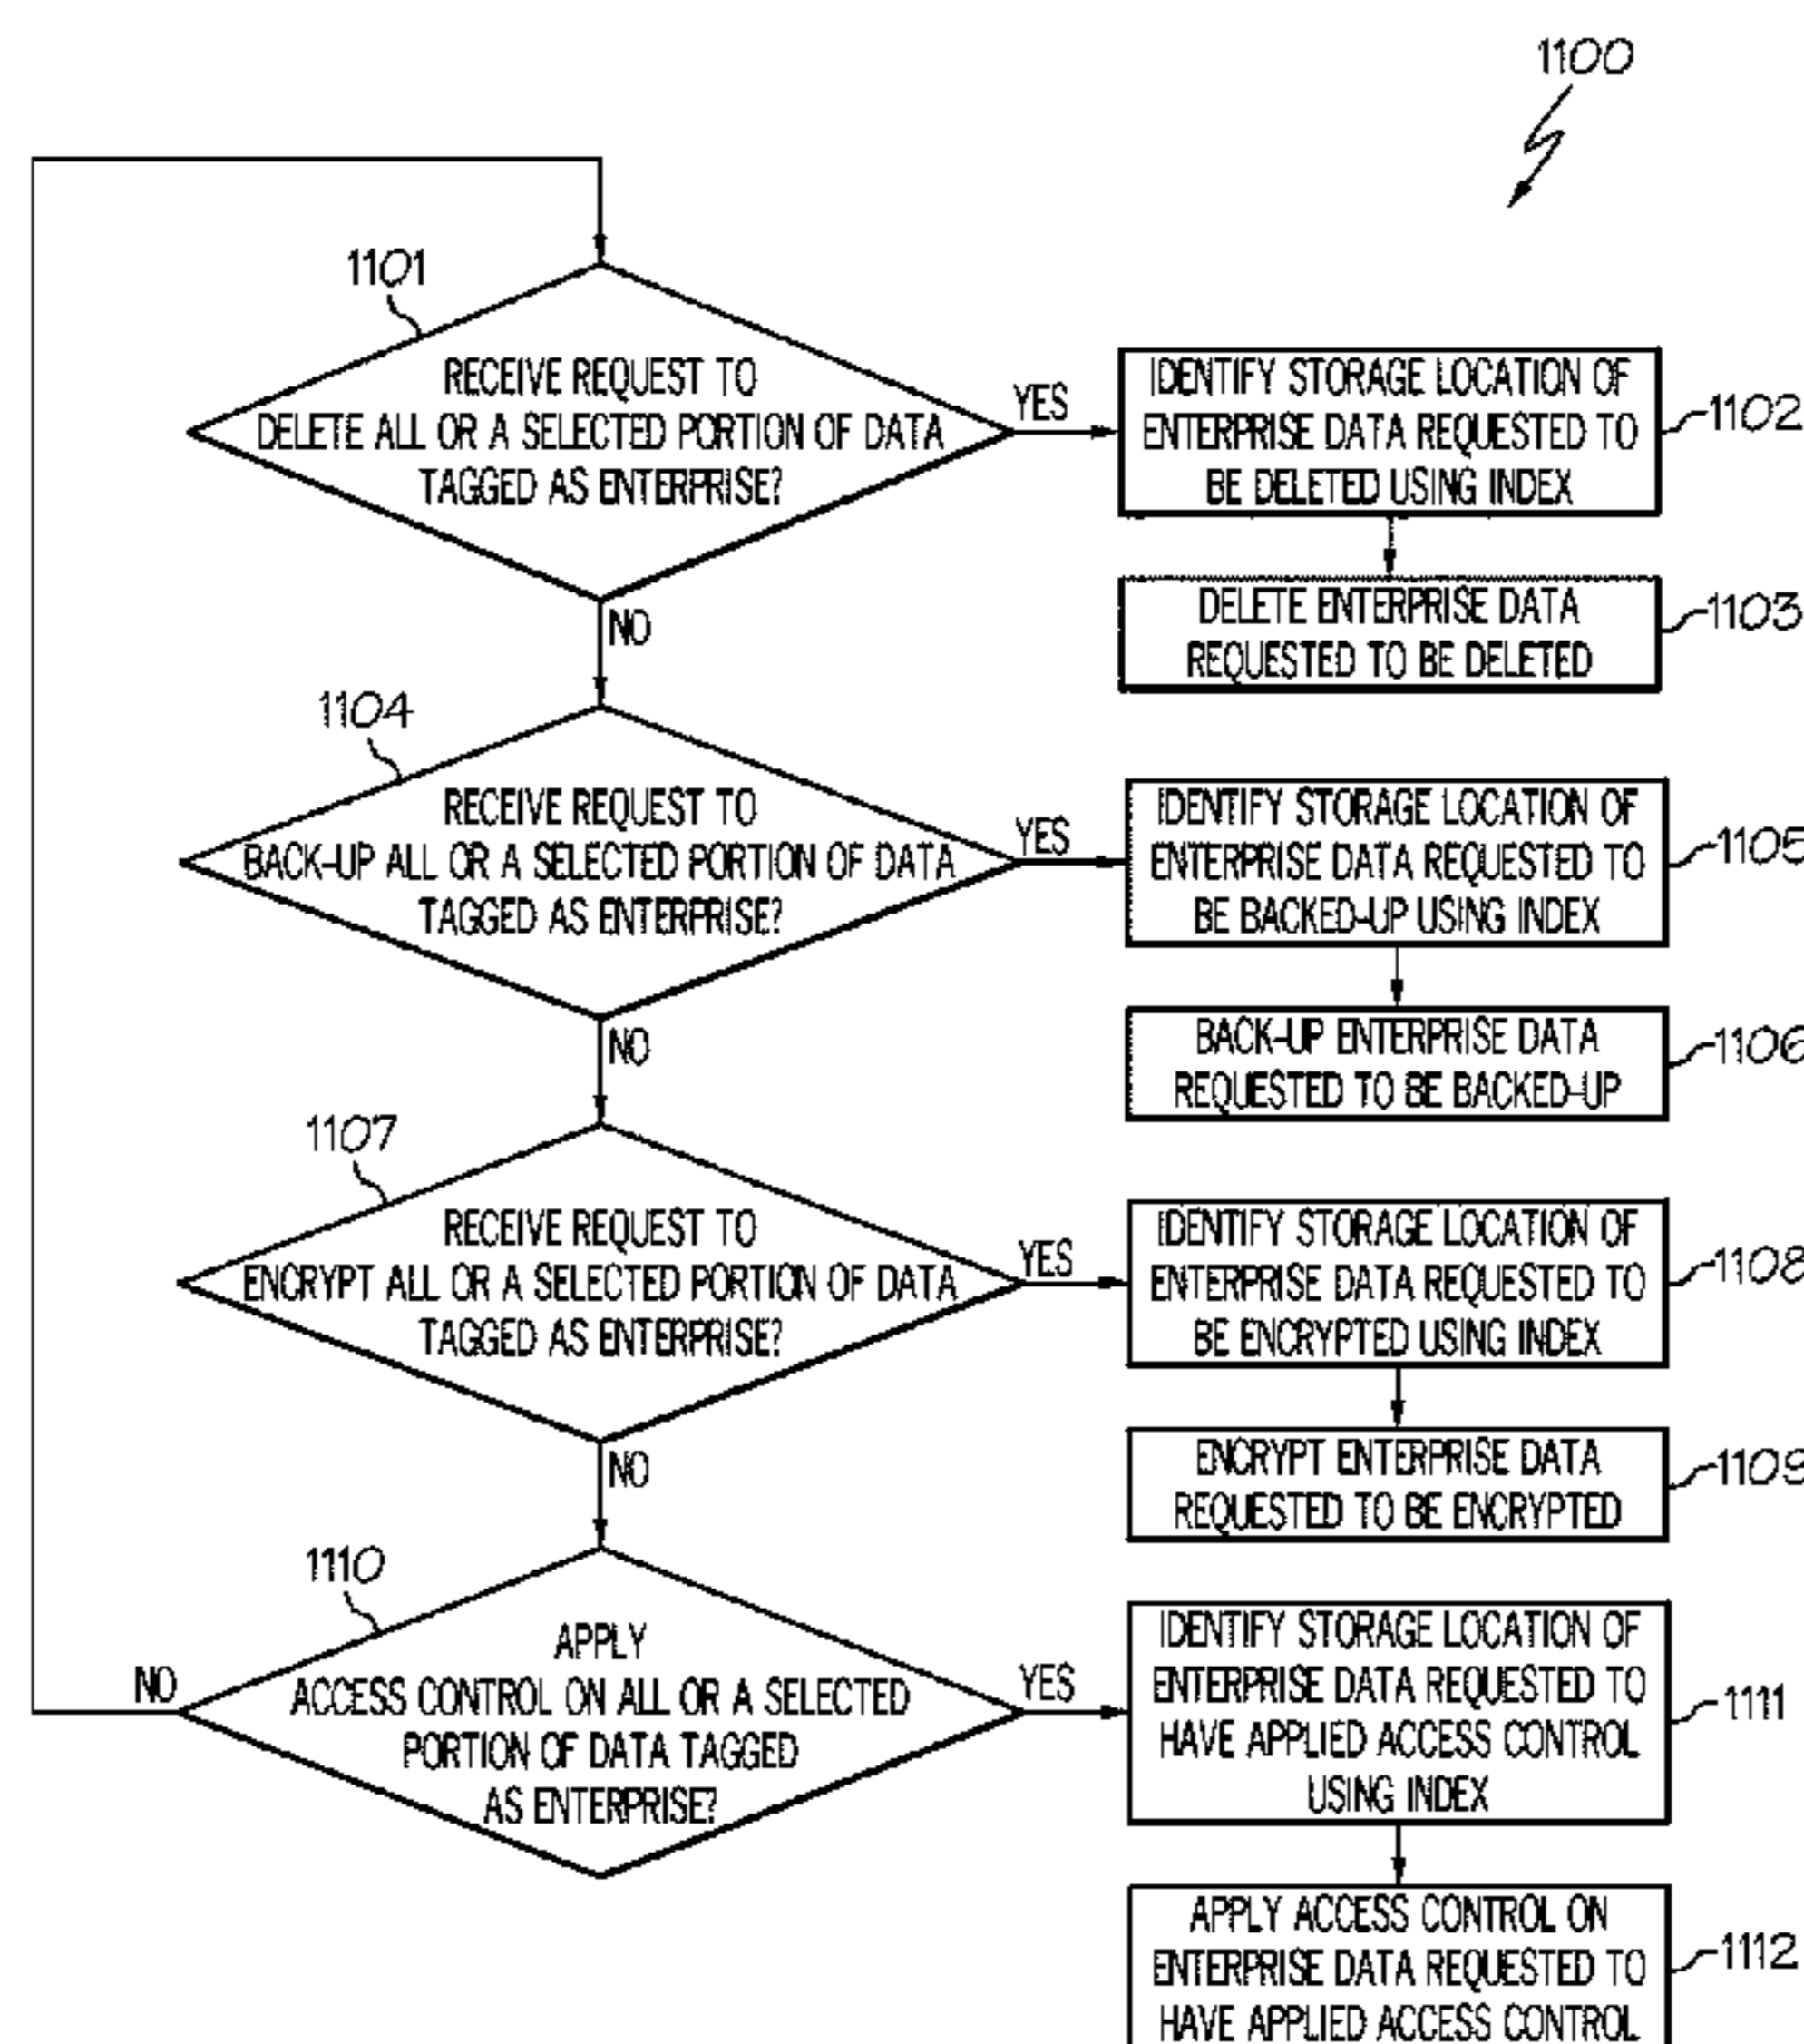 1100
1101
RECEIVE REQUEST TO
DELETE ALL OR A SELECTED PORTION OF DATA
TAGGED AS ENTERPRISE?
YES
IDENTIFY STORAGE LOCATION OF
ENTERPRISE DATA REQUESTED TO
BE DELETED USING INDEX
1102
DELETE ENTERPRISE DATA
REQUESTED TO BE DELETED
1103
NO
1104
RECEIVE REQUEST TO
BACK-UP ALL OR A SELECTED PORTION OF DATA
TAGGED AS ENTERPRISE?
YES
IDENTIFY STORAGE LOCATION OF
ENTERPRISE DATA REQUESTED TO
BE BACKED-UP USING INDEX
1105
BACK-UP ENTERPRISE DATA
REQUESTED TO BE BACKED-UP
1106
NO
1107
RECEIVE REQUEST TO
ENCRYPT ALL OR A SELECTED PORTION OF DATA
TAGGED AS ENTERPRISE?
YES
IDENTIFY STORAGE LOCATION OF
ENTERPRISE DATA REQUESTED TO
BE ENCRYPTED USING INDEX
1108
ENCRYPT ENTERPRISE DATA
REQUESTED TO BE ENCRYPTED
1109
NO
1110
APPLY
ACCESS CONTROL ON ALL OR A SELECTED
PORTION OF DATA TAGGED
AS ENTERPRISE?
NO
YES
IDENTIFY STORAGE LOCATION OF
ENTERPRISE DATA REQUESTED TO
HAVE APPLIED ACCESS CONTROL
USING INDEX
1111
APPLY ACCESS CONTROL ON
ENTERPRISE DATA REQUESTED TO
HAVE APPLIED ACCESS CONTROL
1112